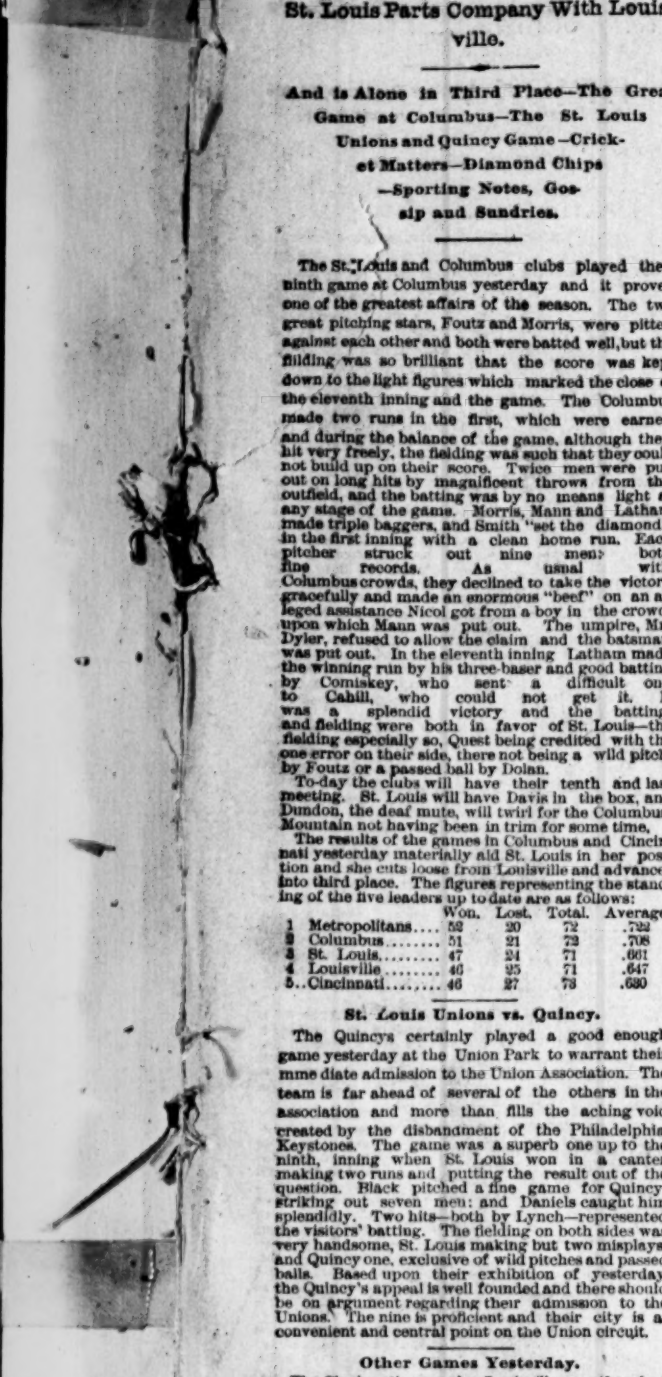 St. Louis Parts Company With Louis
ville.
And is Alone in Third Place—The Grea
Game at Columbus—The St. Louis
Unions and Quincy Game—Crick-
et Matters—Diamond Chips
—Sporting Notes, Gos-
sip and Sundries.
The St. Louis and Columbus clubs played the
ninth game at Columbus yesterday and it prove
one of the greatest affairs of the season. The tw
great pitching stars, Foutz and Morris, were pitte
against each other and both were batted well, but th
filding was so brilliant that the score was kep
down to the light figures which marked the close
the eleventh inning and the game. The Columbu
made two runs in the first, which were earne
and during the balance of the game, although the
hit very freely, the fielding was such that they coul
not build up on their score. Twice men were pu
out on long hits by magnificent throws from th
outfield, and the batting was by no means light
any stage of the game. Morris, Mann and Latha
made triple baggers, and Smith "set the diamond
in the first inning with a clean home run. Eac
pitcher struck out nine men: bot
fine records. As usual wit
Columbus crowds, they declined to take the victor
gracefully and made an enormous "beef" on an a
leged assistance Nicol got from a boy in the crow
upon which Mann was put out. The umpire, M
Dyler, refused to allow the claim and the batsma
was put out. In the eleventh inning Latham mad
the winning run by his three-baser and good battin
by Comiskey, who sent a difficult on
to Cahill, who could not get it.
was a splendid victory and the batting
and fielding were both in favor of St. Louis—th
fielding especially so, Quest being credited with th
one error on their side, there not being a wild pitch
by Foutz or a passed ball by Dolan.
To-day the clubs will have their tenth and las
meeting. St. Louis will have Davis in the box, an
Dundon, the deaf mute, will twirl for the Columbus
Mountain not having been in trim for some time.
The results of the games in Columbus and Cincin
nati yesterday materially aid St. Louis in her pos
tion and she cuts loose from Louisville and advance
into third place. The figures representing the stand
ing of the five leaders up to date are as follows:
Won. Lost. Total. Average
1 Metropolitans.... 52 20 72 .722
2 Columbus........ 51 21 72 .708
3 St. Louis......... 47 24 71 .661
4 Louisville........ 46 25 71 .647
5..Cincinnati........ 46 27 73 .630
St. Louis Unions vs. Quincy.
The Quincys certainly played a good enough
game yesterday at the Union Park to warrant thei
mme diate admission to the Union Association. The
team is far ahead of several of the others in the
association and more than fills the aching void
created by the disbandment of the Philadelphia
Keystones. The game was a superb one up to the
ninth, inning when St. Louis won in a canter
making two runs and putting the result out of the
question. Black pitched a fine game for Quincy
striking out seven men; and Daniels caught him
splendidly. Two hits—both by Lynch—represented
the visitors' batting. The fielding on both sides wa
very handsome, St. Louis making but two misplays
and Quincy one, exclusive of wild pitches and passed
balls. Based upon their exhibition of yesterday
the Quincy's appeal is well founded and there should
be on argument regarding their admission to the
Unions. The nine is proficient and their city is a
convenient and central point on the Union circuit.
Other Games Yesterday.